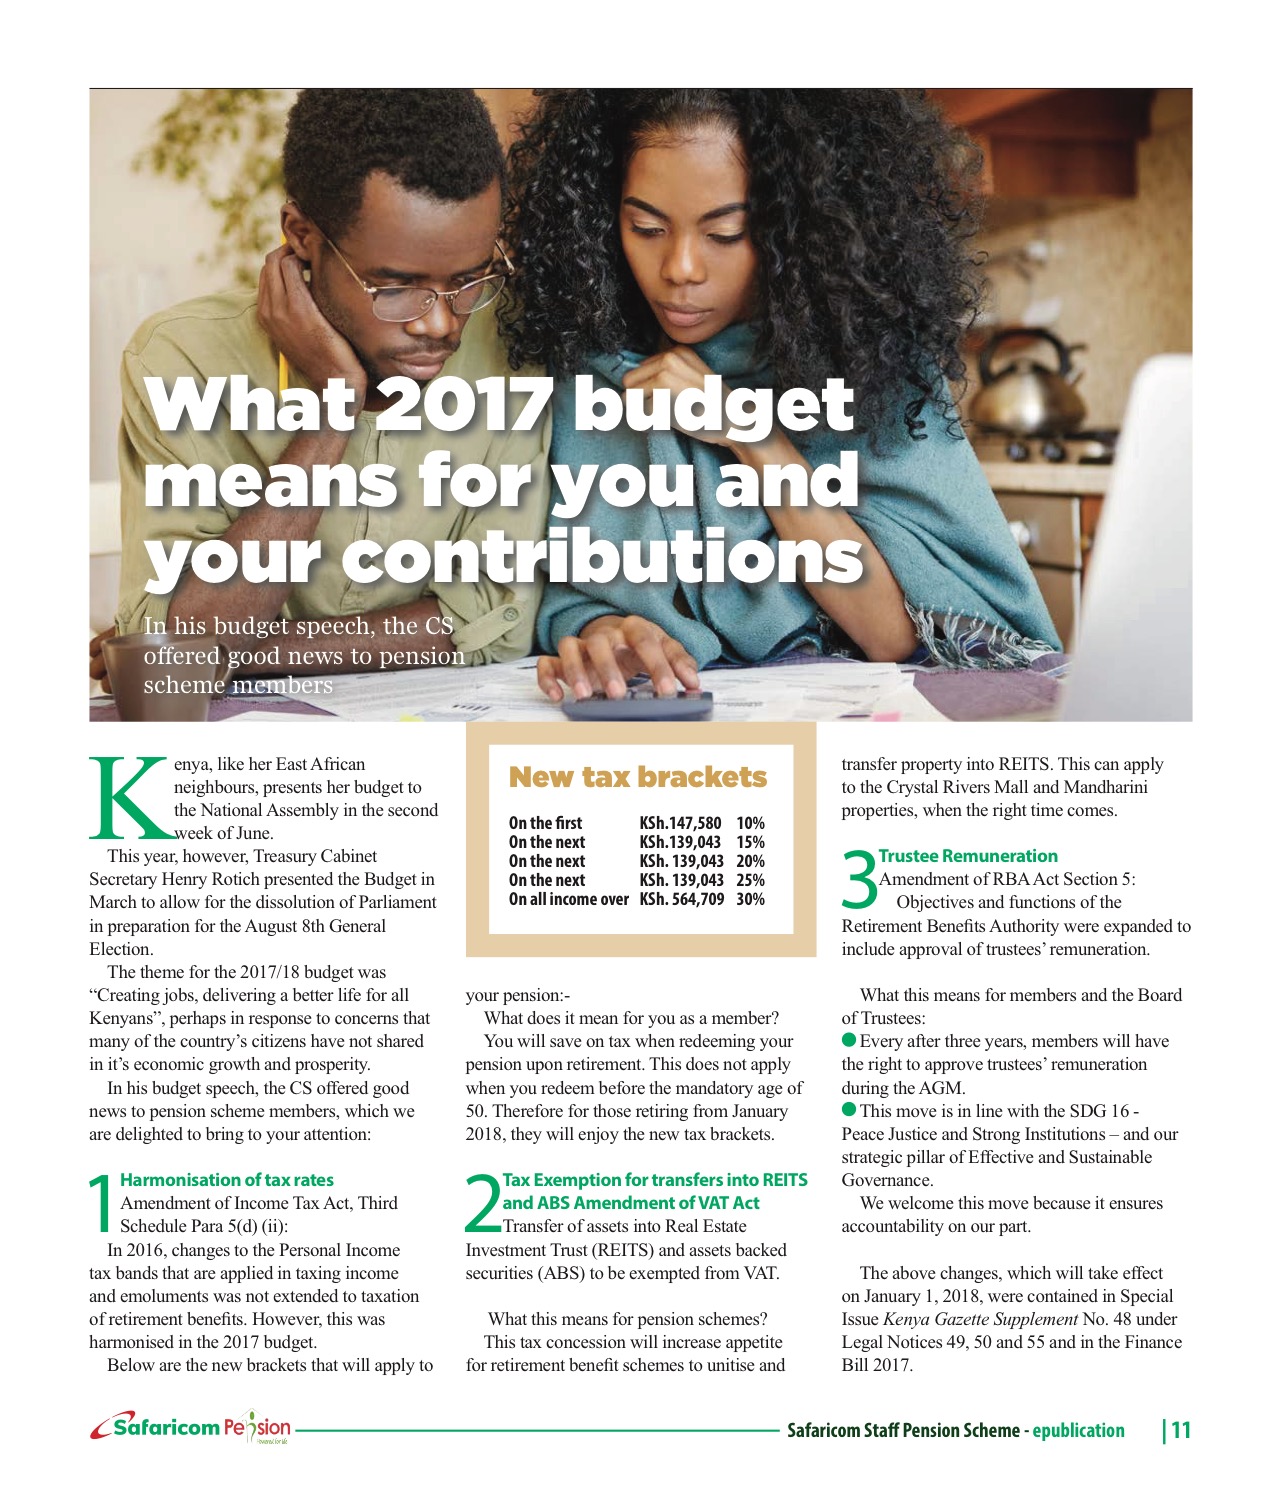 What 2017 budget
means for you and
your contributions
In his budget speech, the CS
offered good news to pension
scheme members
Kenya, like her East African
neighbours, presents her budget to
the National Assembly in the second
week of June.
This year, however, Treasury Cabinet
Secretary Henry Rotich presented the Budget in
March to allow for the dissolution of Parliament
in preparation for the August 8th General
Election.
The theme for the 2017/18 budget was
“Creating jobs, delivering a better life for all
Kenyans”, perhaps in response to concerns that
many of the country’s citizens have not shared
in it’s economic growth and prosperity.
In his budget speech, the CS offered good
news to pension scheme members, which we
are delighted to bring to your attention:
1 Harmonisation of tax rates
Amendment of Income Tax Act, Third
Schedule Para 5(d) (ii):
In 2016, changes to the Personal Income
tax bands that are applied in taxing income
and emoluments was not extended to taxation
of retirement benefits. However, this was
harmonised in the 2017 budget.
Below are the new brackets that will apply to
New tax brackets
On the first KSh.147,580 10%
On the next KSh.139,043 15%
On the next KSh. 139,043 20%
On the next KSh. 139,043 25%
On all income over KSh. 564,709 30%
your pension:-
What does it mean for you as a member?
You will save on tax when redeeming your
pension upon retirement. This does not apply
when you redeem before the mandatory age of
50. Therefore for those retiring from January
2018, they will enjoy the new tax brackets.
2 Tax Exemption for transfers into REITS
and ABS Amendment of VAT Act
Transfer of assets into Real Estate
Investment Trust (REITS) and assets backed
securities (ABS) to be exempted from VAT.
What this means for pension schemes?
This tax concession will increase appetite
for retirement benefit schemes to unitise and
transfer property into REITS. This can apply
to the Crystal Rivers Mall and Mandharini
properties, when the right time comes.
3 Trustee Remuneration
Amendment of RBA Act Section 5:
Objectives and functions of the
Retirement Benefits Authority were expanded to
include approval of trustees’ remuneration.
What this means for members and the Board
of Trustees:
● Every after three years, members will have
the right to approve trustees’ remuneration
during the AGM.
● This move is in line with the SDG 16 -
Peace Justice and Strong Institutions – and our
strategic pillar of Effective and Sustainable
Governance.
We welcome this move because it ensures
accountability on our part.
The above changes, which will take effect
on January 1, 2018, were contained in Special
Issue Kenya Gazette Supplement No. 48 under
Legal Notices 49, 50 and 55 and in the Finance
Bill 2017.
Safaricom Pension
Safaricom Staff Pension Scheme - epublication | 11